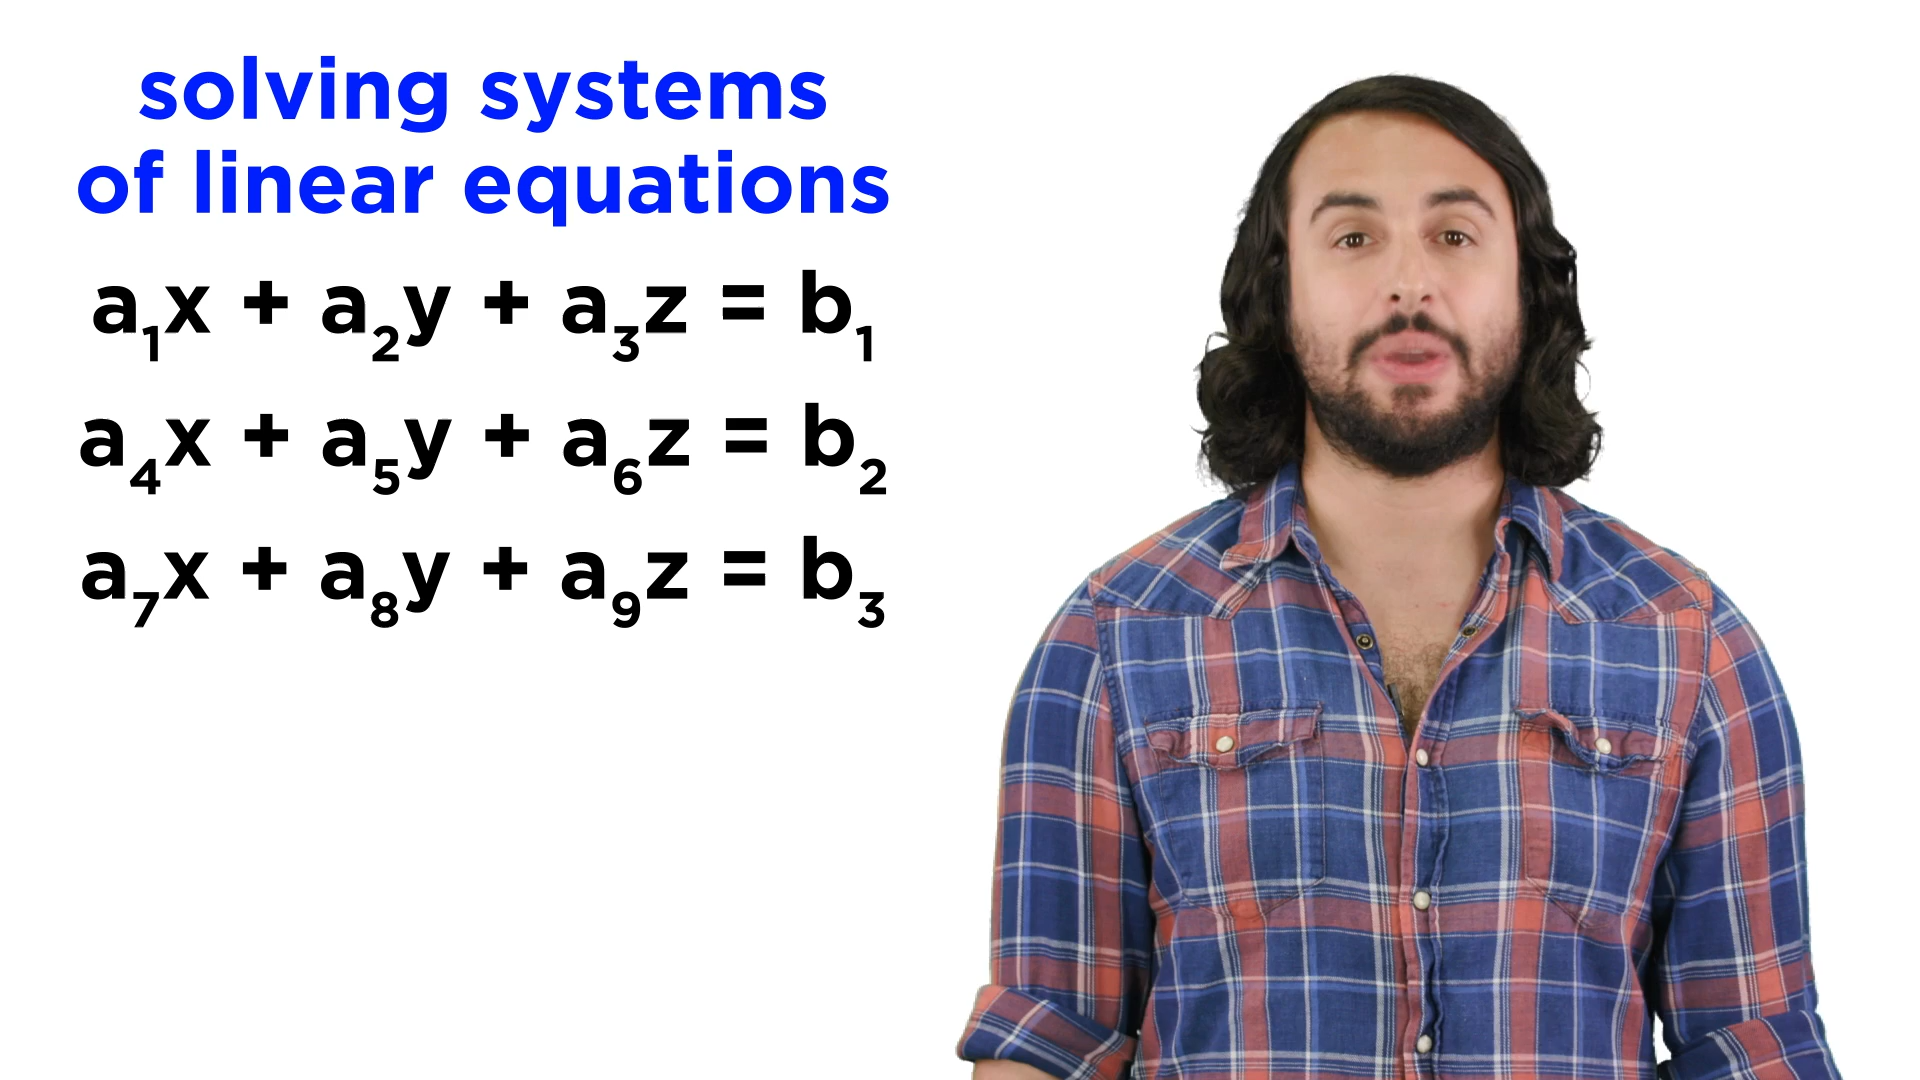 solving systems
of linear equations
a₁x + a₂y + a₃z = b₁
a₄x + a₅y + a₆z = b₂
a₇x + a₈y + a₉z = b₃